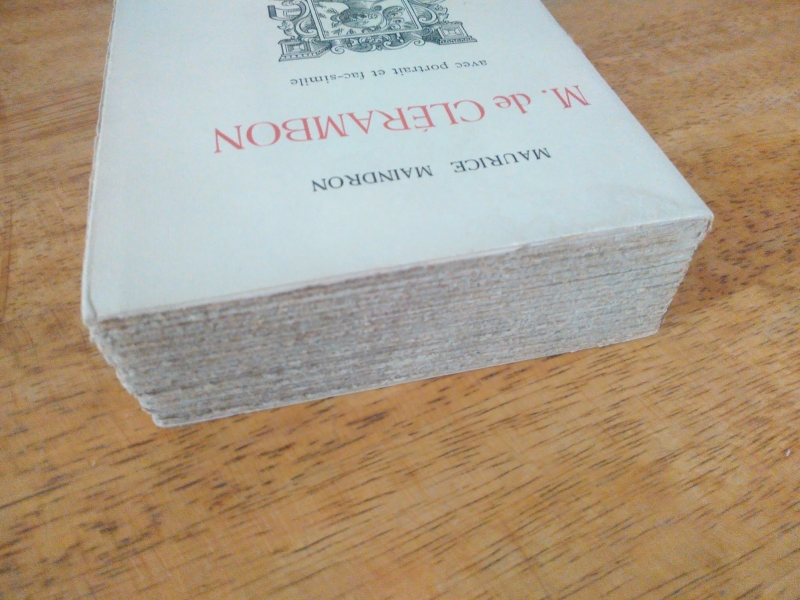 MAURICE MAINDRON
M. de CLÉRAMBON
avec portrait et fac-simile